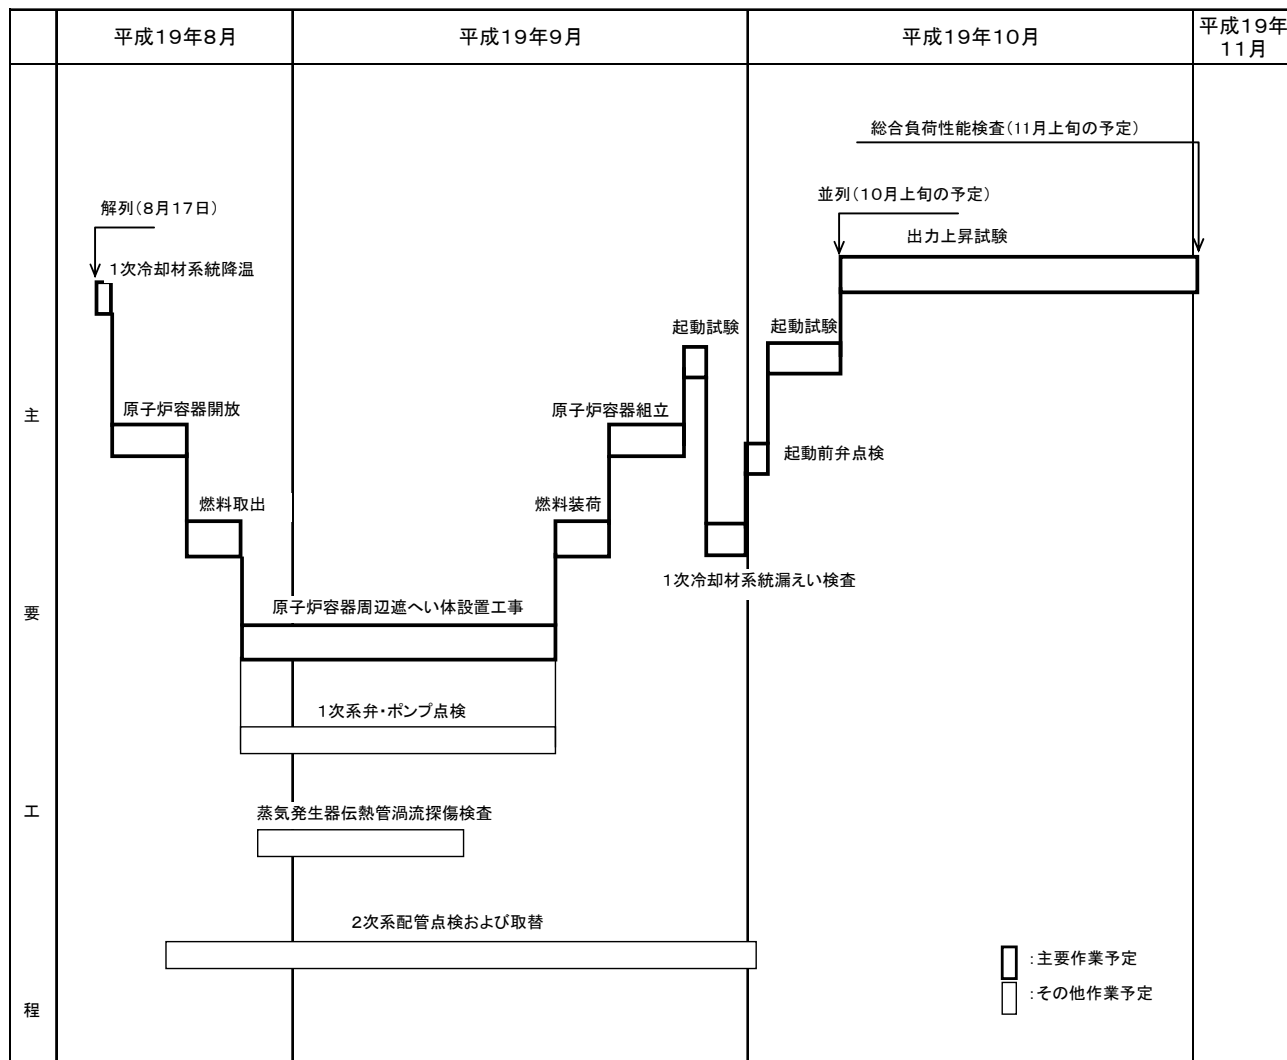 平成19年8月
平成19年9月
平成19年10月
平成19年
11月
総合負荷性能検査(11月上旬の予定)
解列(8月17日)
並列(10月上旬の予定)
出力上昇試験
1次冷却材系統降温
起動試験
起動試験
原子炉容器開放
原子炉容器組立
主
起動前弁点検
燃料取出
燃料装荷
1次冷却材系統漏えい検査
原子炉容器周辺遮へい体設置工事
要
1次系弁・ポンプ点検
工
蒸気発生器伝熱管渦流探傷検査
2次系配管点検および取替
:主要作業予定
:その他作業予定
程